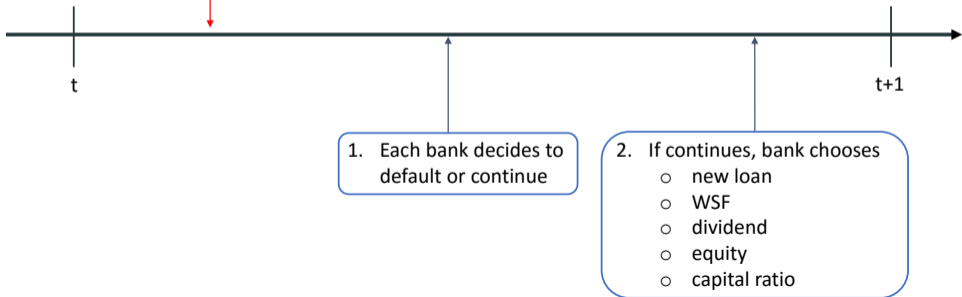 t
t+1
1. Each bank decides to
default or continue
2. If continues, bank chooses
o new loan
o WSF
o dividend
o equity
o capital ratio